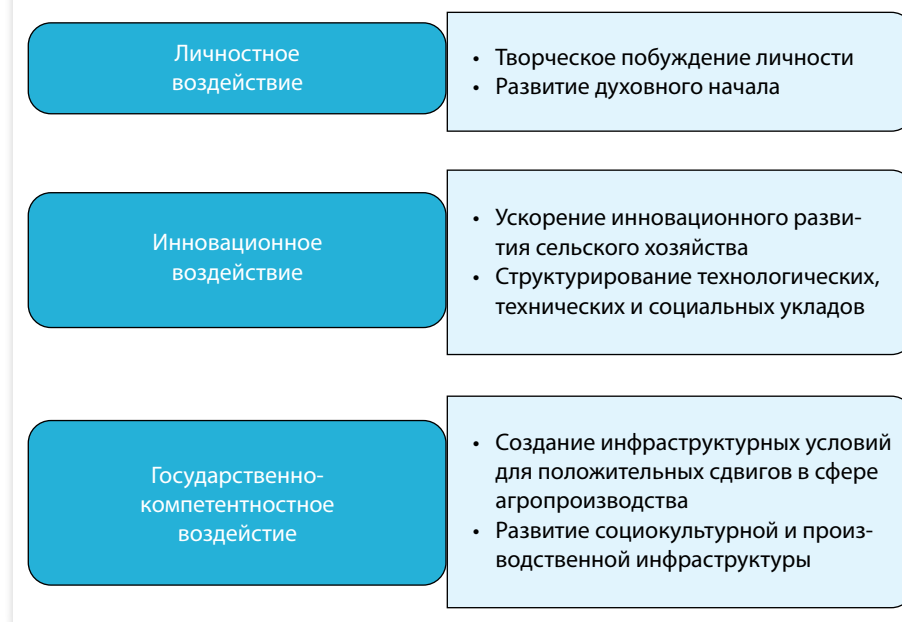 Личностное
воздействие
• Творческое побуждение личности
• Развитие духовного начала
Инновационное
воздействие
• Ускорение инновационного разви-
тия сельского хозяйства
• Структурирование технологических,
технических и социальных укладов
Государственно-
компетентностное
воздейстие
• Создание инфраструктурных условий
для положительных сдвигов в сфере
агропроизводства
• Развитие социокультурной и произ-
водственной инфраструктуры